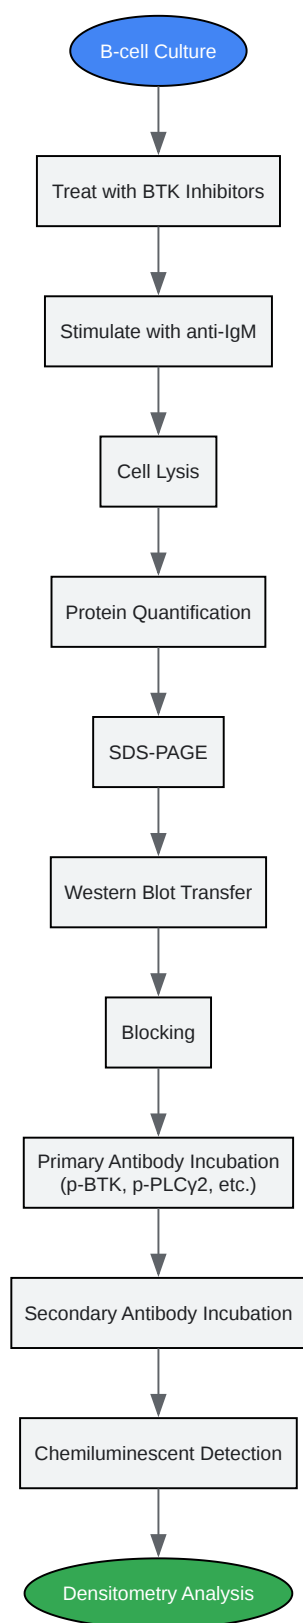 B-cell Culture
Treat with BTK Inhibitors
Stimulate with anti-IgM
Cell Lysis
Protein Quantification
SDS-PAGE
Western Blot Transfer
Blocking
Primary Antibody Incubation
(p-BTK, p-PLCγ2, etc.)
Secondary Antibody Incubation
Chemiluminescent Detection
Densitometry Analysis